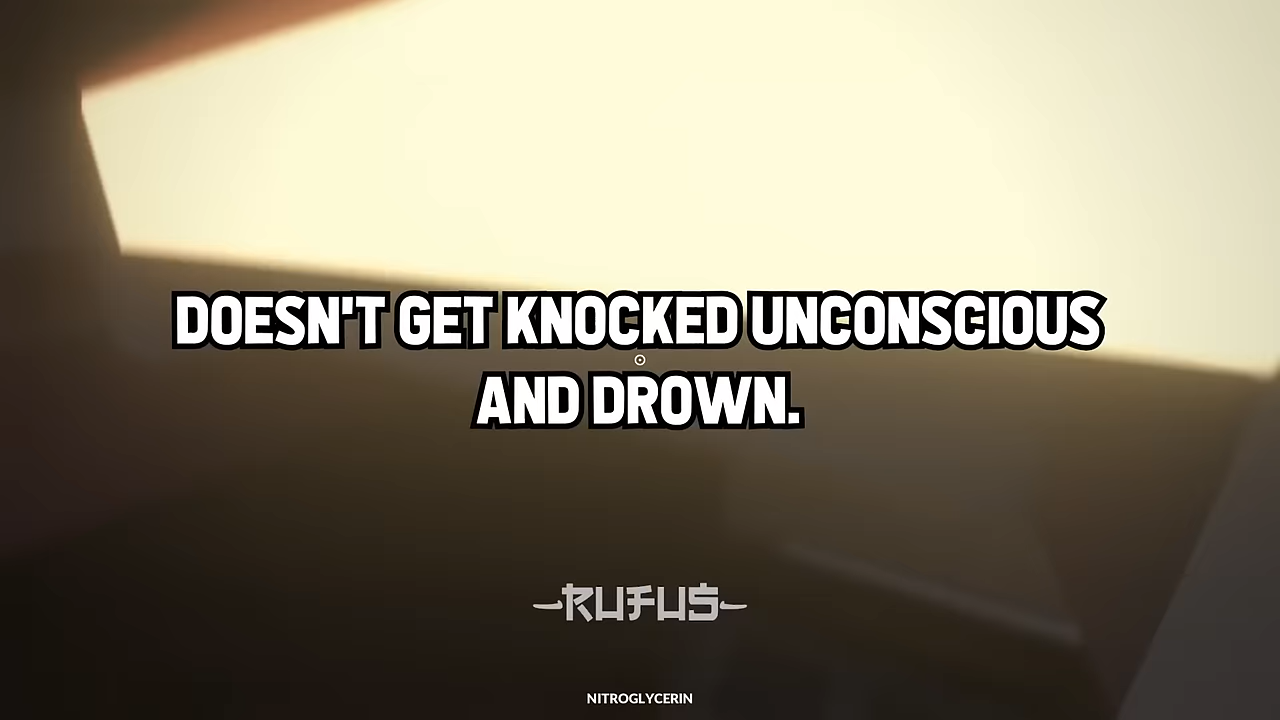 DOESN'T GET KNOCKED UNCONSCIOUS
AND DROWN.
RUFUS
NITROGLYCERIN